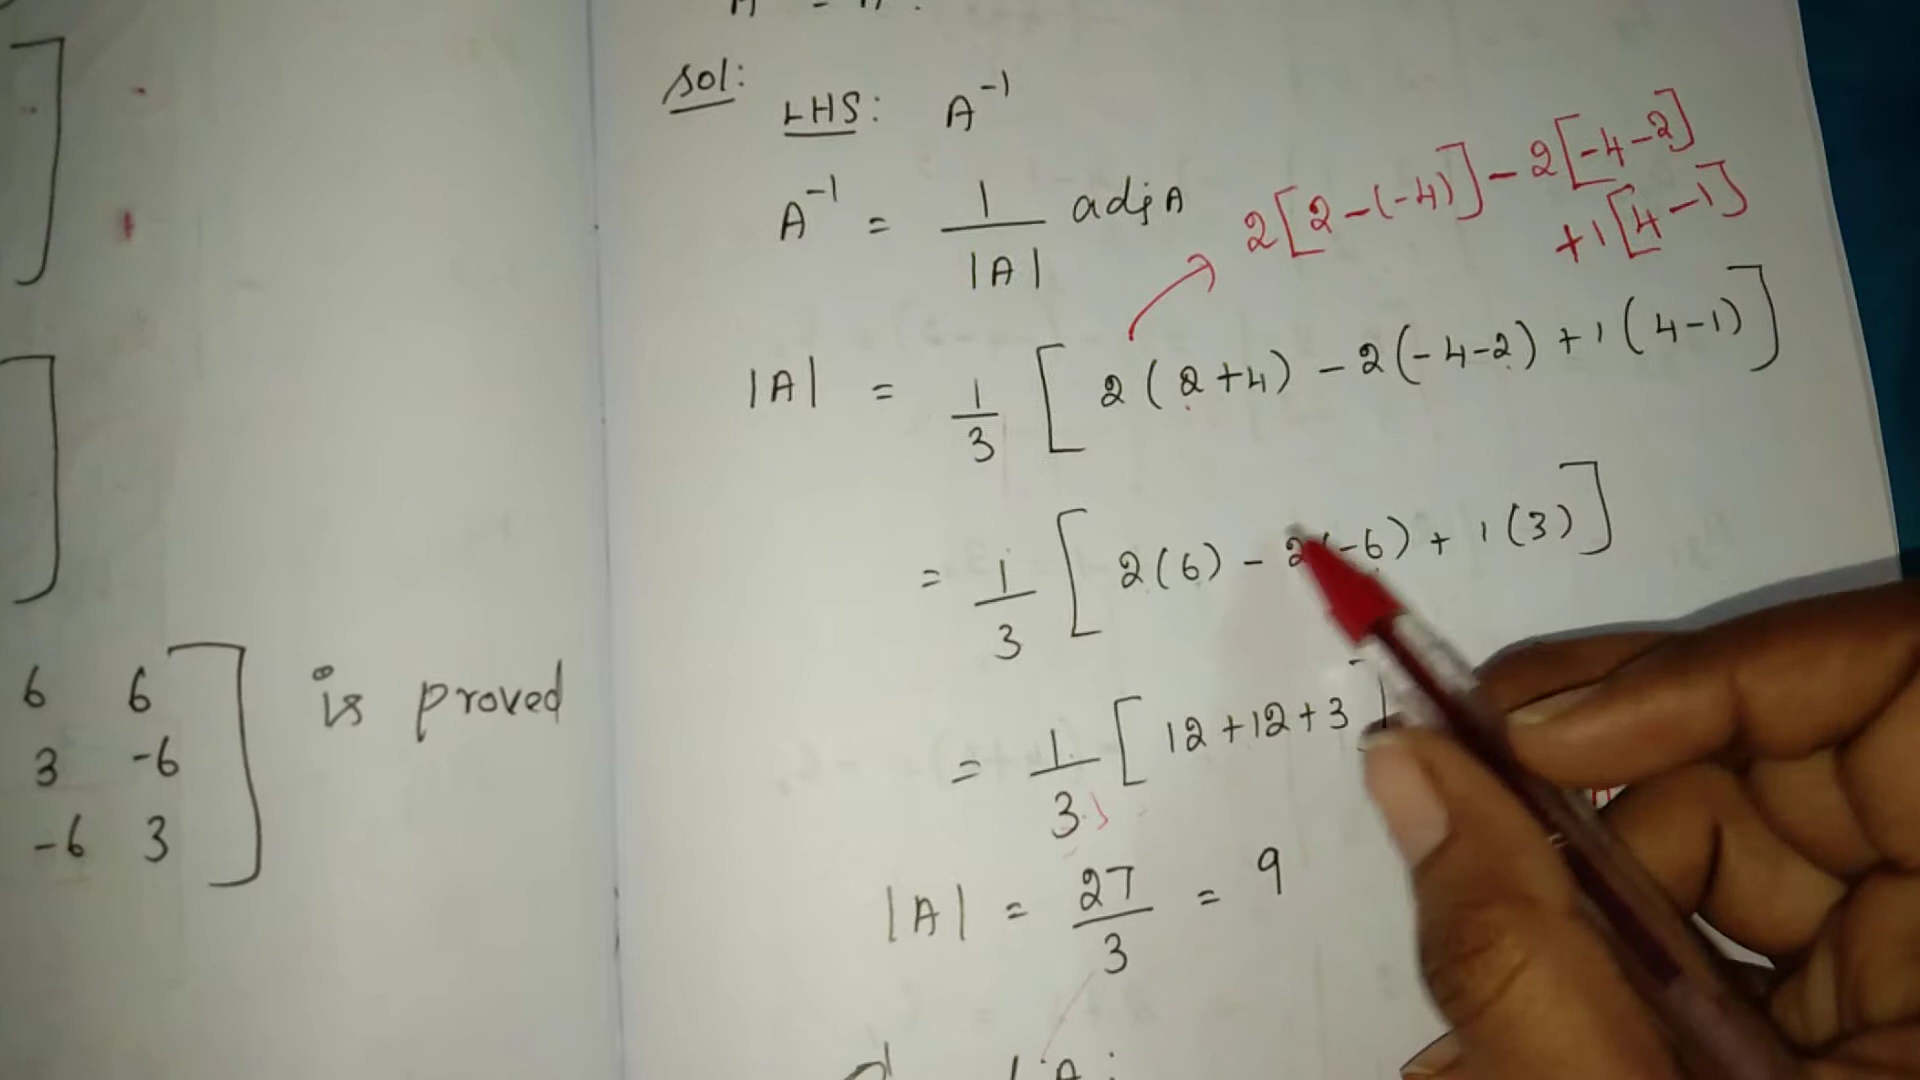 6 6
3 -6
-6 3
is proved
Sol:
LHS: A⁻¹
A⁻¹ = 1/|A| adj A
2[2-(-4)] - 2[-4-2]
+1[4-1]
|A| = 1/3 [2(2+4) - 2(-4-2) + 1(4-1)]
= 1/3 [2(6) - 2(-6) + 1(3)]
= 1/3 [12+12+3]
|A| = 27/3 = 9